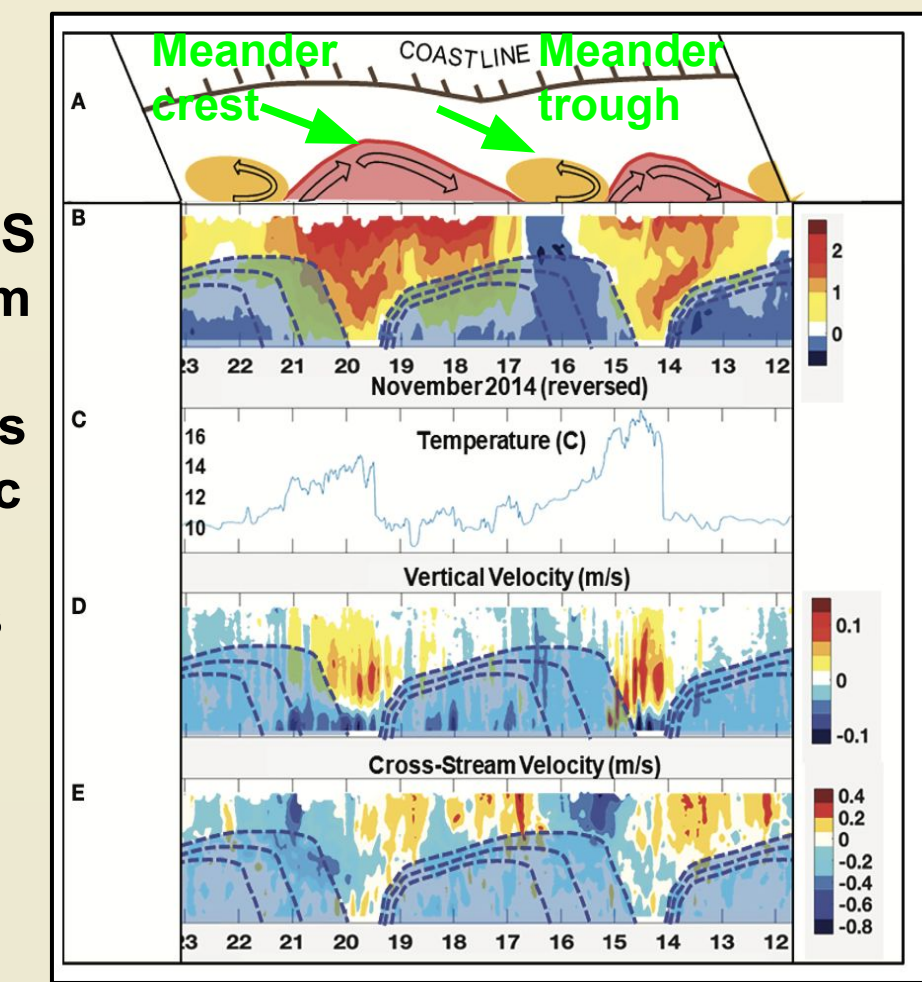 S
m
s
c
Meander
crest
COASTLINE
Meander
trough
A
B
2
1
0
23 22 21 20 19 18 17 16 15 14 13 12
November 2014 (reversed)
C
Temperature (C)
16
14
12
10
Vertical Velocity (m/s)
D
0.1
0
-0.1
Cross-Stream Velocity (m/s)
E
0.4
0.2
0
-0.2
-0.4
-0.6
-0.8
23 22 21 20 19 18 17 16 15 14 13 12